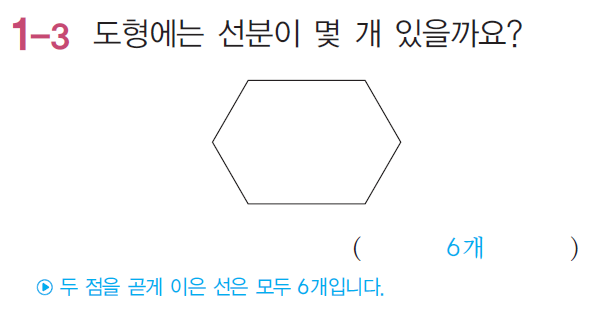 1-3 도형에는 선분이 몇 개 있을까요?
( 6개 )
두 점을 곧게 이은 선은 모두 6개입니다.